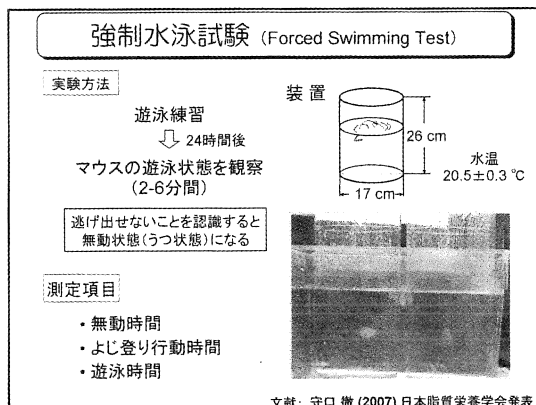 強制水泳試験 (Forced Swimming Test)
実験方法
遊泳練習
24時間後
マウスの遊泳状態を観察
(2-6分間)
逃げ出せないことを認識すると
無動状態(うつ状態)になる
測定項目
・無動時間
・よじ登り行動時間
・遊泳時間
装 置
26 cm
17 cm
水温
20.5±0.3 ℃
文献: 守口 徹 (2007) 日本脂質栄養学会発表